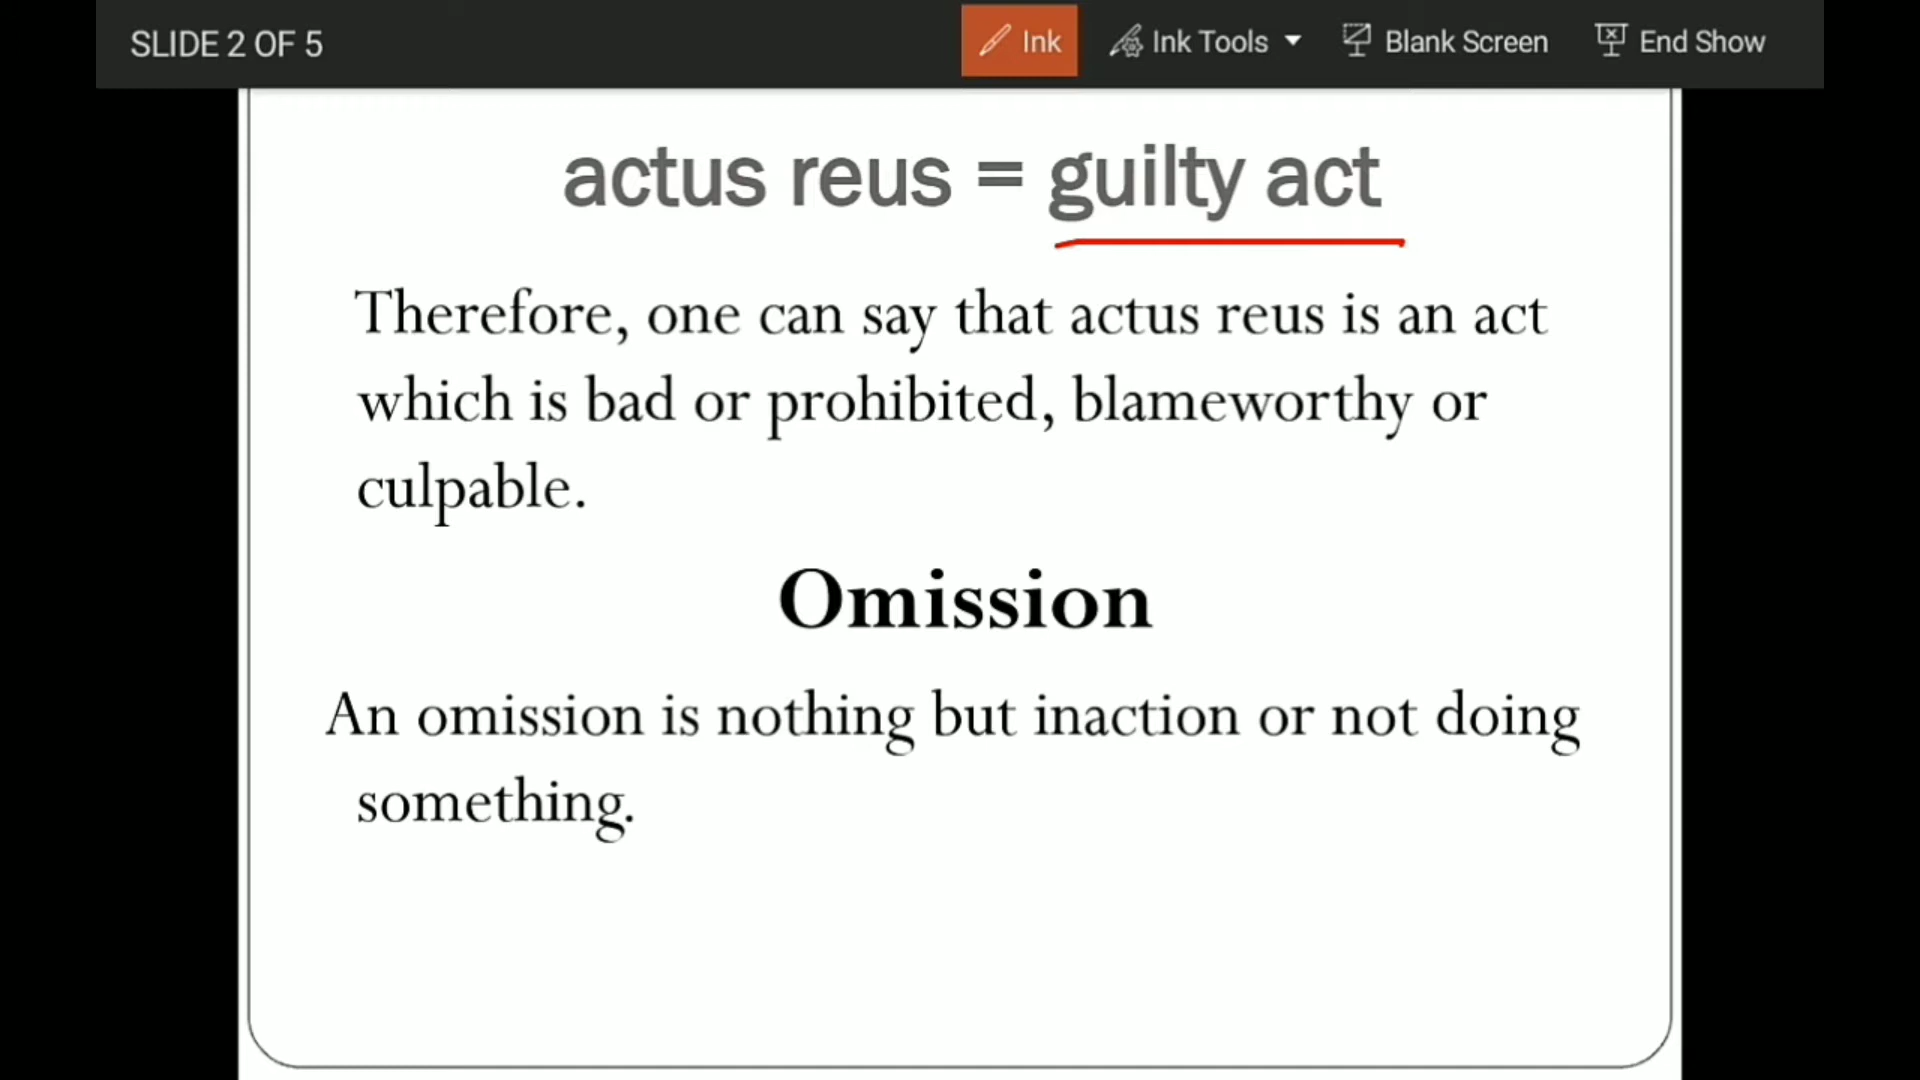 SLIDE 2 OF 5 Ink Ink Tools Blank Screen End Show
actus reus = guilty act
Therefore, one can say that actus reus is an act
which is bad or prohibited, blameworthy or
culpable.
Omission
An omission is nothing but inaction or not doing
something.